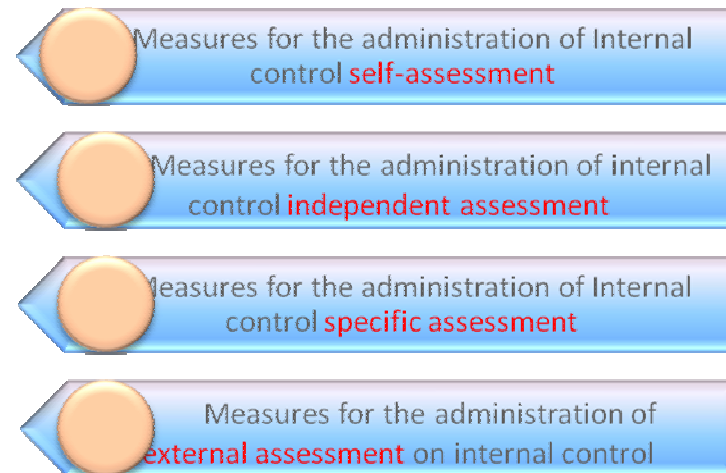 Measures for the administration of Internal
control self-assessment
Measures for the administration of internal
control independent assessment
Measures for the administration of Internal
control specific assessment
Measures for the administration of
external assessment on internal control